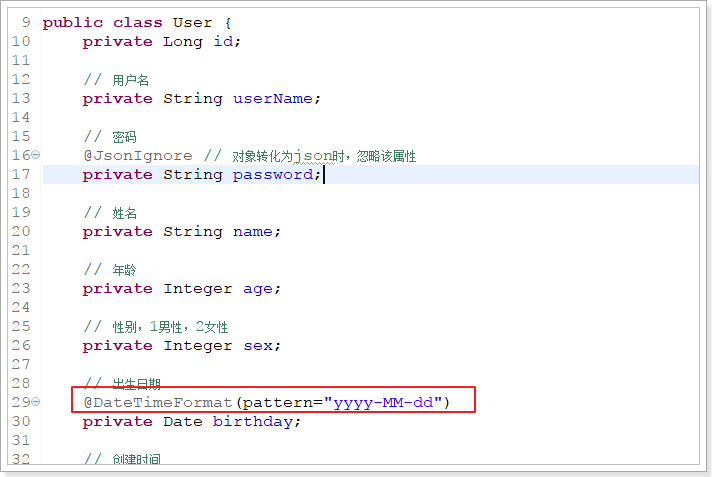 9 public class User {
10 private Long id;
11
12 // 用户名
13 private String userName;
14
15 // 密码
16 @JsonIgnore // 对象转化为json时，忽略该属性
17 private String password;
18
19 // 姓名
20 private String name;
21
22 // 年龄
23 private Integer age;
24
25 // 性别，1男性，2女性
26 private Integer sex;
27
28 // 出生日期
29 @DateTimeFormat(pattern="yyyy-MM-dd")
30 private Date birthday;
31
32 // 创建时间